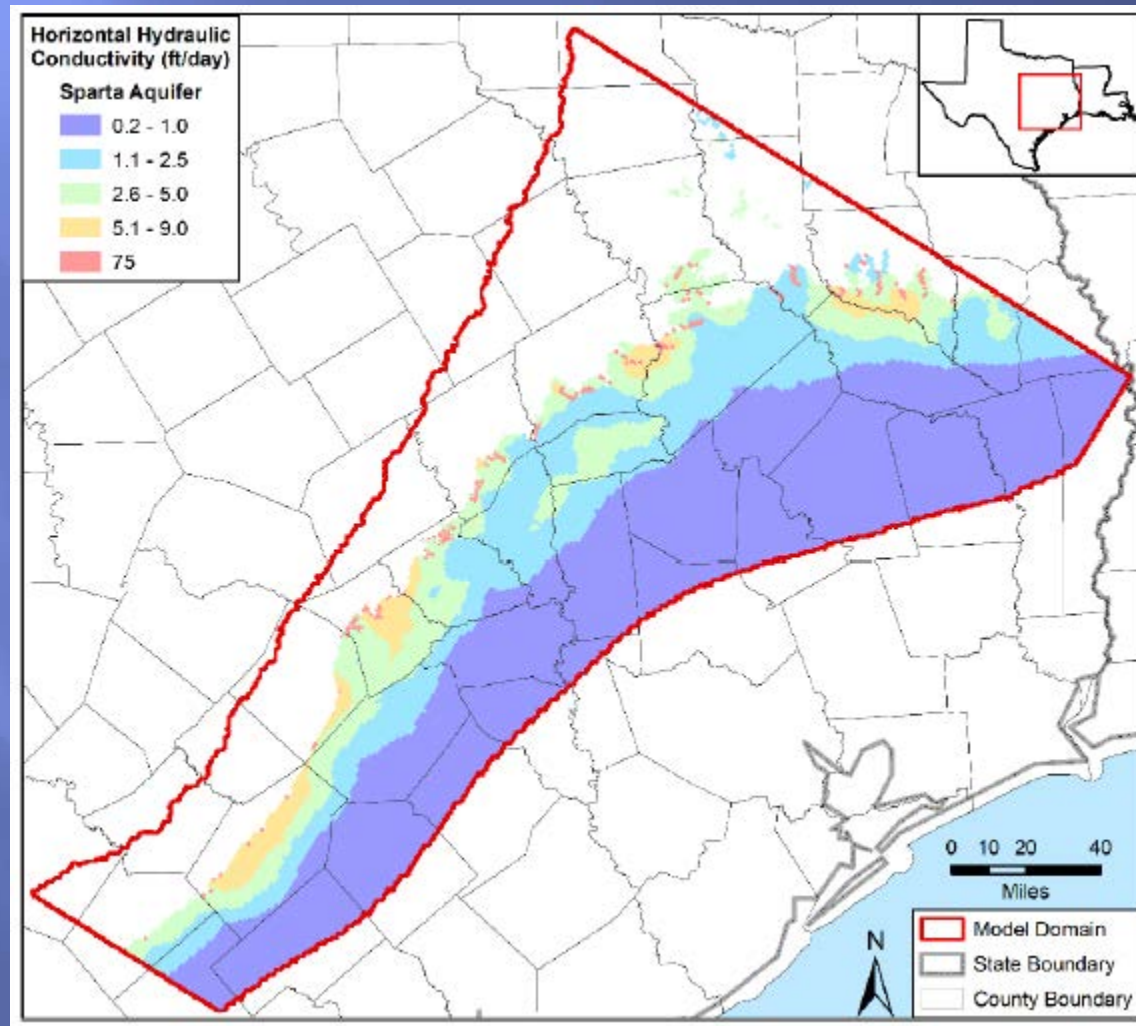 Horizontal Hydraulic
Conductivity (ft/day)
Sparta Aquifer
0.2 - 1.0
1.1 - 2.5
2.6 - 5.0
5.1 - 9.0
75
0 10 20 40
Miles
N
Model Domain
State Boundary
County Boundary